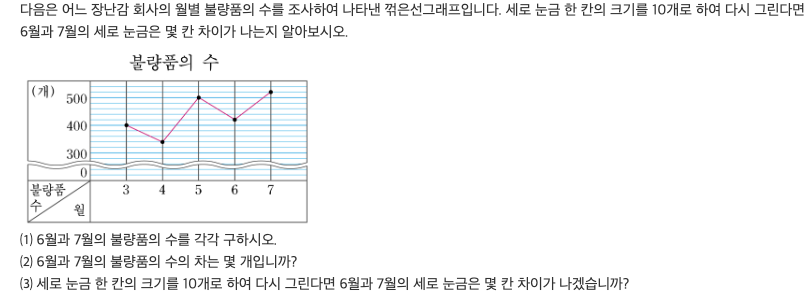 다음은 어느 장난감 회사의 월별 불량품의 수를 조사하여 나타낸 꺾은선그래프입니다. 세로 눈금 한 칸의 크기를 10개로 하여 다시 그린다면
6월과 7월의 세로 눈금은 몇 칸 차이가 나는지 알아보시오.
불량품의 수
(개)
500
400
300
0
불량품
수
월
3 4 5 6 7
(1) 6월과 7월의 불량품의 수를 각각 구하시오.
(2) 6월과 7월의 불량품의 수의 차는 몇 개입니까?
(3) 세로 눈금 한 칸의 크기를 10개로 하여 다시 그린다면 6월과 7월의 세로 눈금은 몇 칸 차이가 나겠습니까?